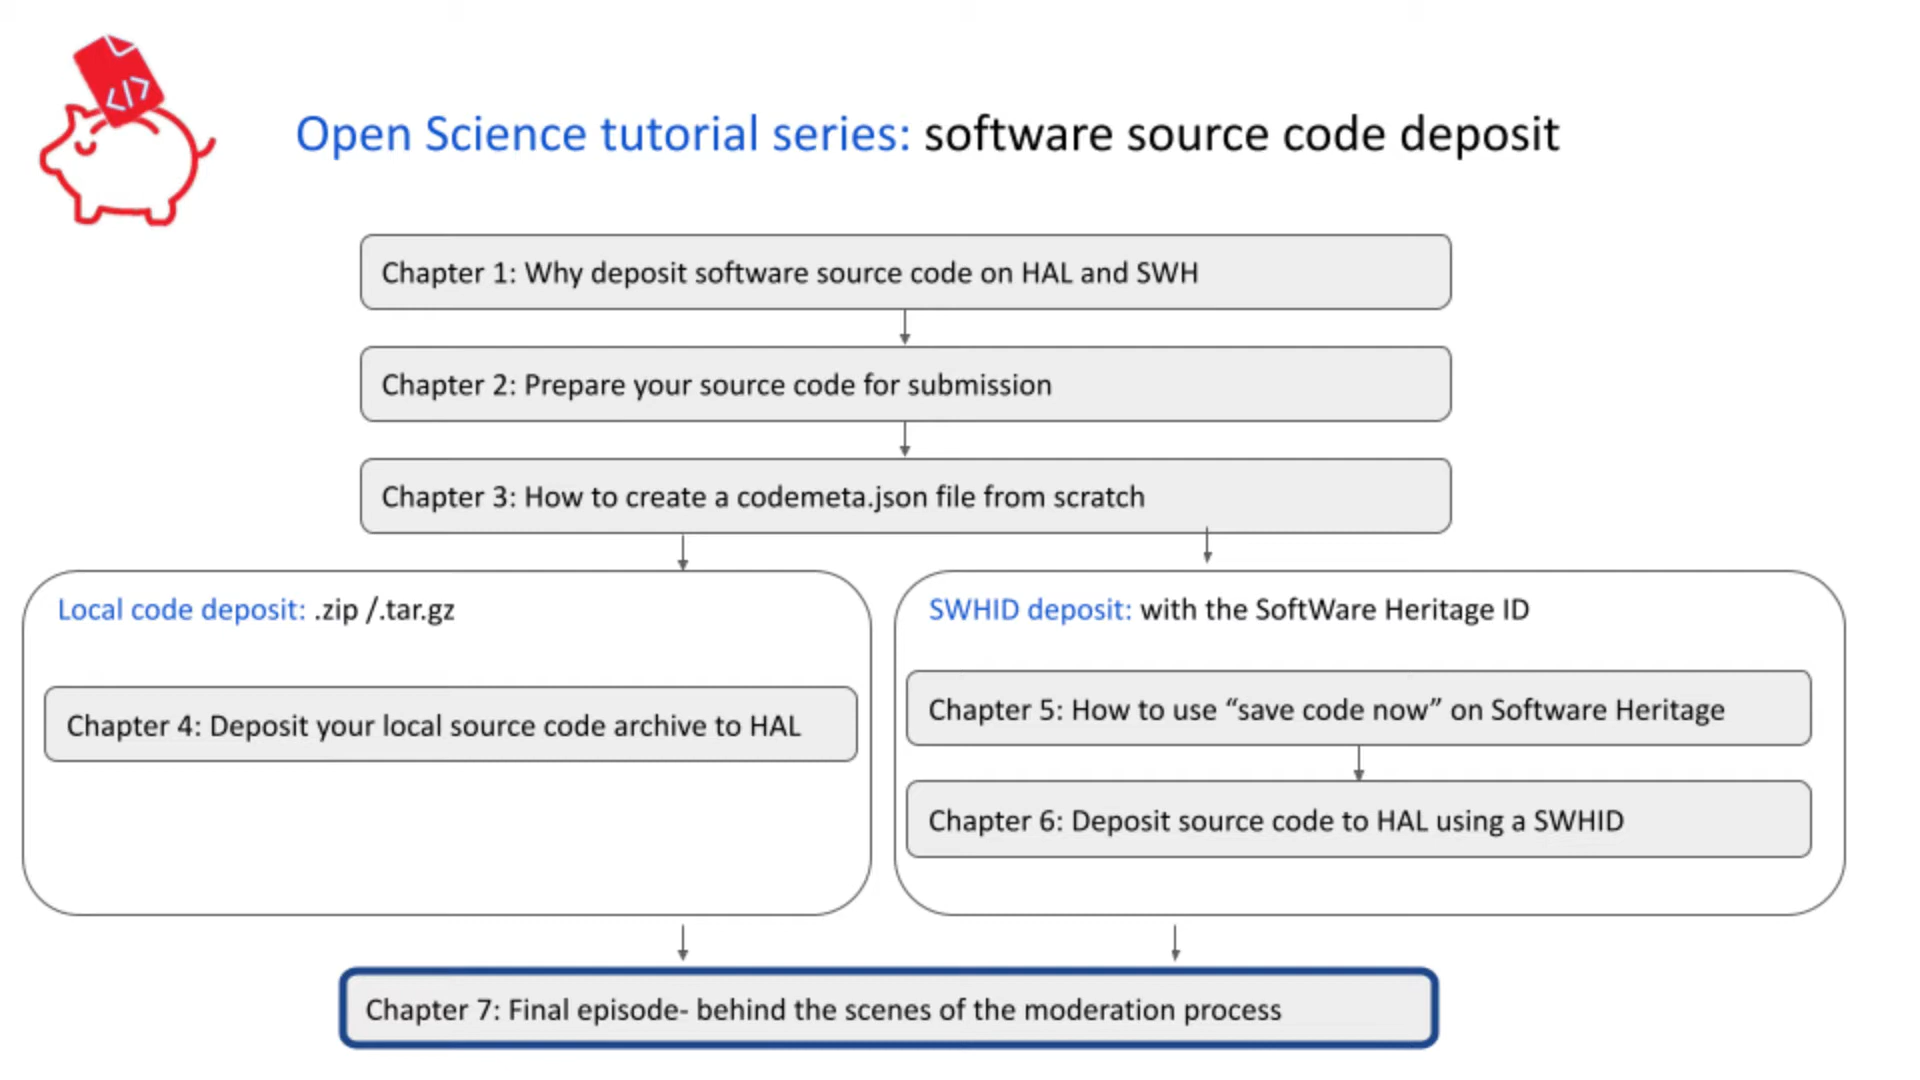 </>
Open Science tutorial series: software source code deposit
Chapter 1: Why deposit software source code on HAL and SWH
Chapter 2: Prepare your source code for submission
Chapter 3: How to create a codemeta.json file from scratch
Local code deposit: .zip /.tar.gz
Chapter 4: Deposit your local source code archive to HAL
SWHID deposit: with the SoftWare Heritage ID
Chapter 5: How to use “save code now” on Software Heritage
Chapter 6: Deposit source code to HAL using a SWHID
Chapter 7: Final episode- behind the scenes of the moderation process